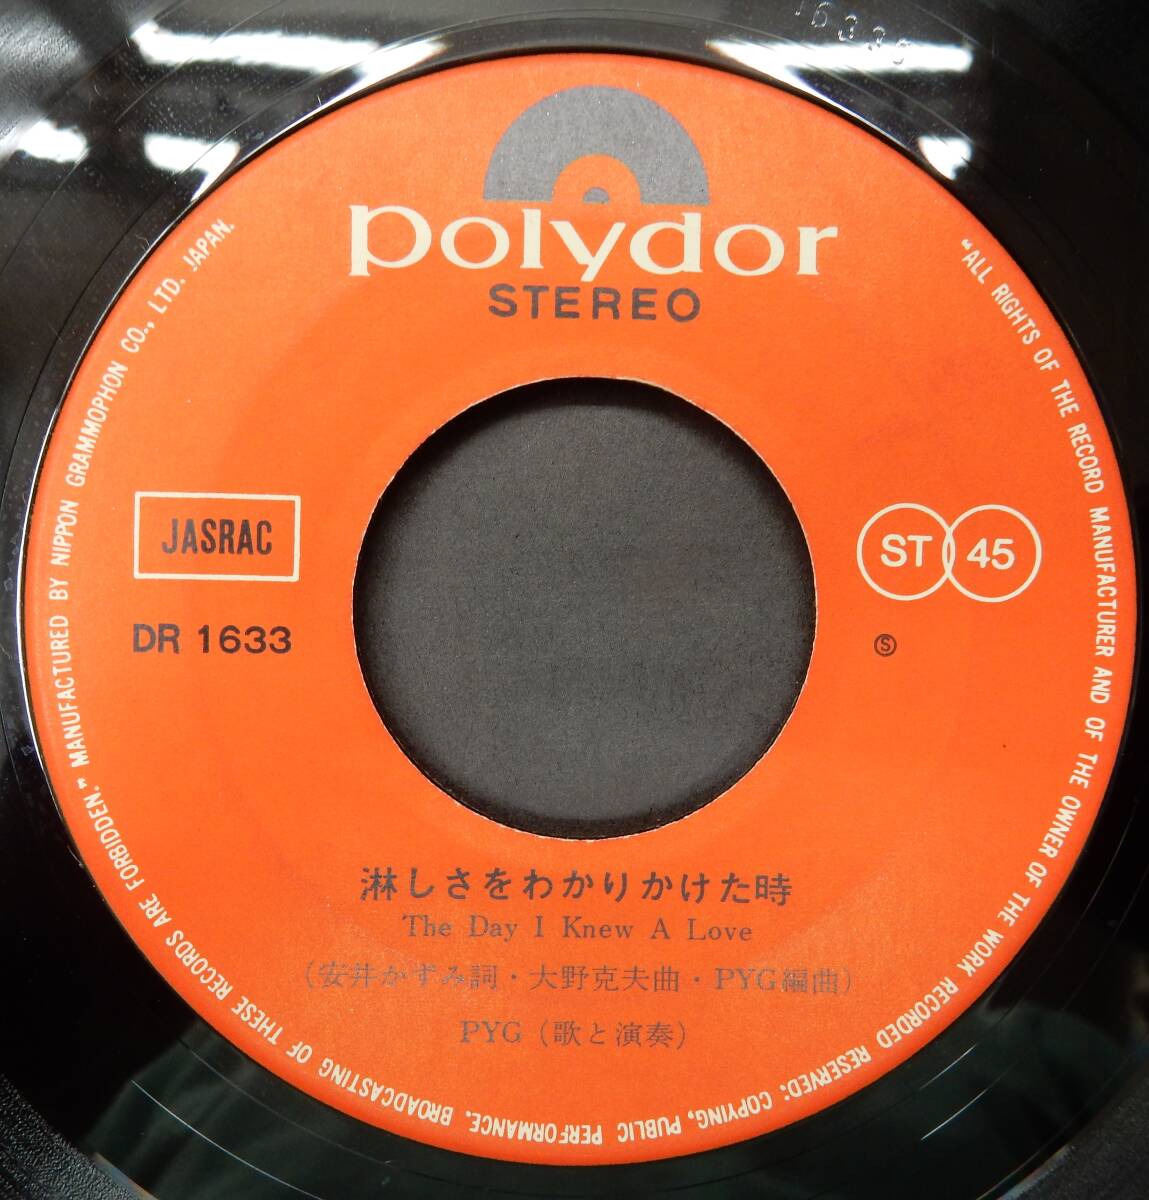 polydor
STEREO
JASRAC
DR 1633
ST 45
Ⓢ
淋しさをわかりかけた時
The Day I Knew A Love
(安井かずみ詞・大野克夫曲・PYG編曲)
PYG (歌と演奏)
"ALL RIGHTS OF THE RECORD MANUFACTURER AND OF THE OWNER OF THE WORK RECORDED RESERVED: COPYING, PUBLIC PERFORMANCE, BROADCASTING OF THESE RECORDS ARE FORBIDDEN." MANUFACTURED BY NIPPON GRAMMOPHON CO., LTD. JAPAN.